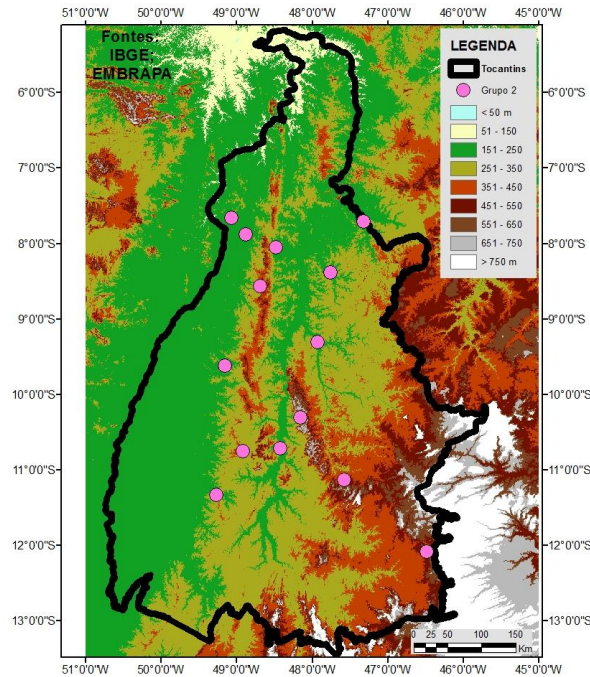 51°0'0"W 50°0'0"W 49°0'0"W 48°0'0"W 47°0'0"W 46°0'0"W 45°0'0"W
Fontes:
IBGE;
EMBRAPA
LEGENDA
Tocantins
Grupo 2
< 50 m
51 - 150
151 - 250
251 - 350
351 - 450
451 - 550
551 - 650
651 - 750
> 750 m
6°0'0"S 6°0'0"S
7°0'0"S 7°0'0"S
8°0'0"S 8°0'0"S
9°0'0"S 9°0'0"S
10°0'0"S 10°0'0"S
11°0'0"S 11°0'0"S
12°0'0"S 12°0'0"S
13°0'0"S 13°0'0"S
0 25 50 100 150
Km
51°0'0"W 50°0'0"W 49°0'0"W 48°0'0"W 47°0'0"W 46°0'0"W 45°0'0"W